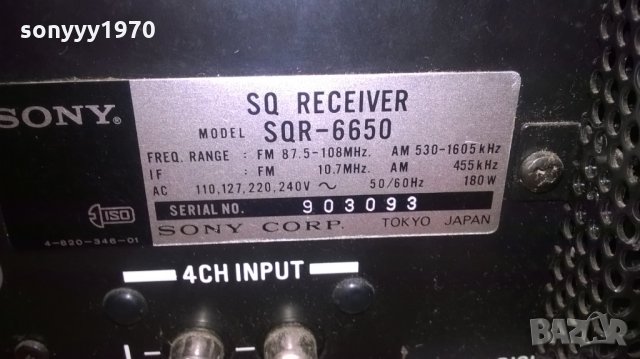 sonyyy1970
SONY®
SQ RECEIVER
MODEL SQR-6650
FREQ. RANGE : FM 87.5-108MHz. AM 530-1605kHz
IF : FM 10.7MHz. AM 455kHz
AC 110,127,220,240V ～ 50/60Hz 180W
SERIAL NO. 903093
SONY CORP. TOKYO JAPAN
ISO
4-820-346-01
4CH INPUT
bazar